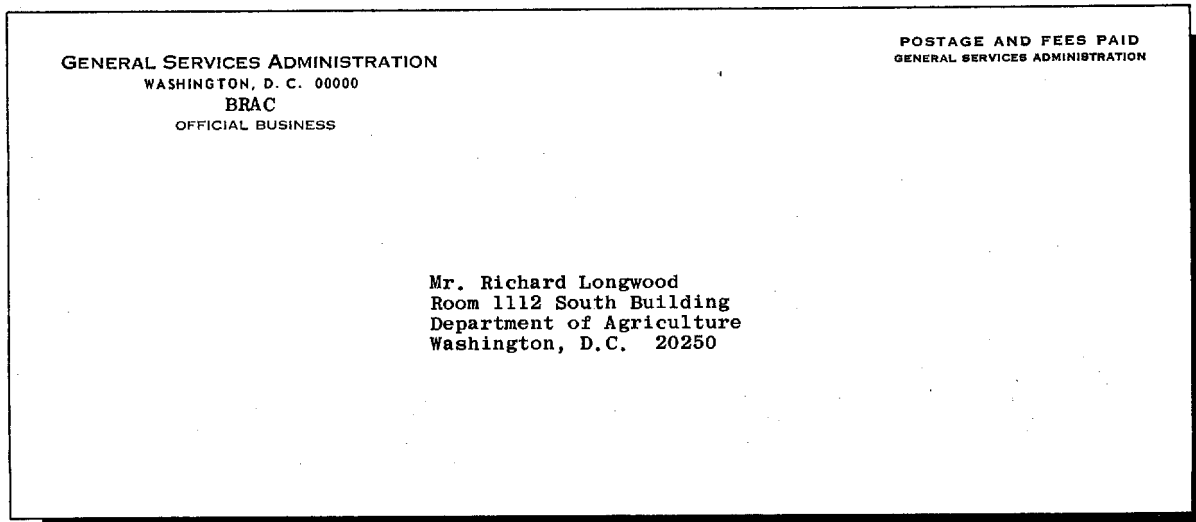 GENERAL SERVICES ADMINISTRATION
WASHINGTON, D. C. 00000
BRAC
OFFICIAL BUSINESS
POSTAGE AND FEES PAID
GENERAL SERVICES ADMINISTRATION
Mr. Richard Longwood
Room 1112 South Building
Department of Agriculture
Washington, D.C. 20250